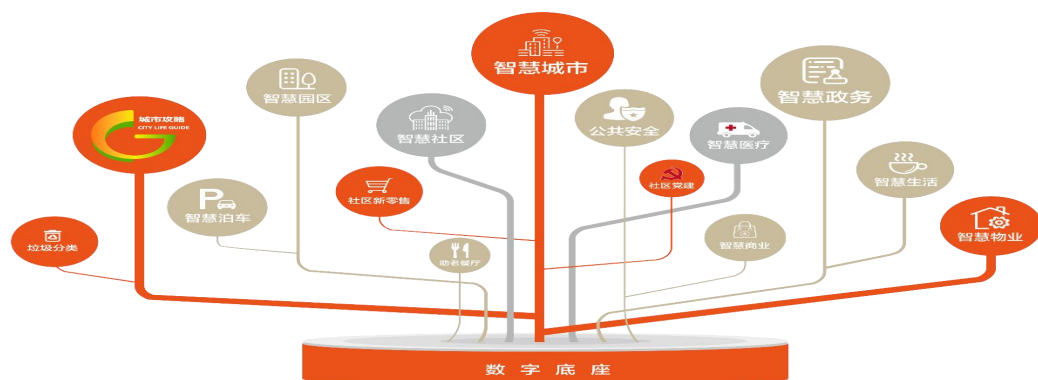 智慧城市
智慧园区
智慧政务
城市攻略
CITY LIFE GUIDE
智慧社区
公共安全
智慧医疗
智慧泊车
社区新零售
社区党建
智慧生活
垃圾分类
助老餐厅
智慧商业
智慧物业
数字底座